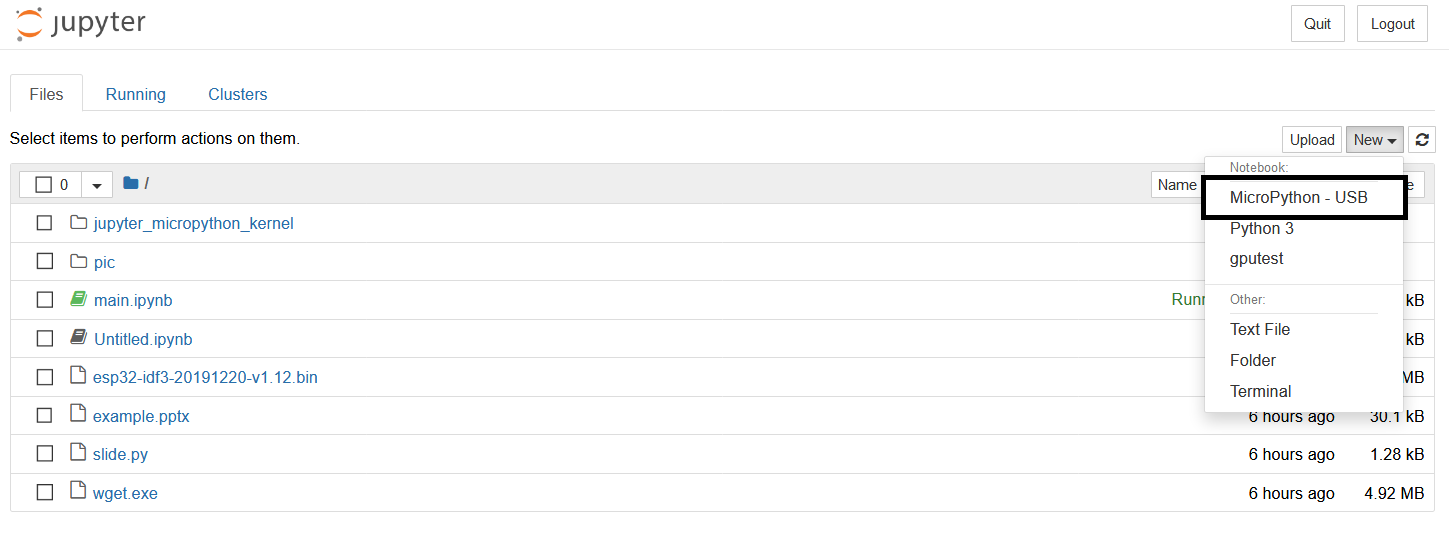 jupyter
Quit
Logout
Files
Running
Clusters
Select items to perform actions on them.
Upload
New
0
/
Name
Notebook:
MicroPython - USB
Python 3
gputest
Other:
Text File
Folder
Terminal
jupyter_micropython_kernel
pic
main.ipynb
kB
Untitled.ipynb
kB
esp32-idf3-20191220-v1.12.bin
MB
example.pptx
6 hours ago
30.1 kB
slide.py
6 hours ago
1.28 kB
wget.exe
6 hours ago
4.92 MB